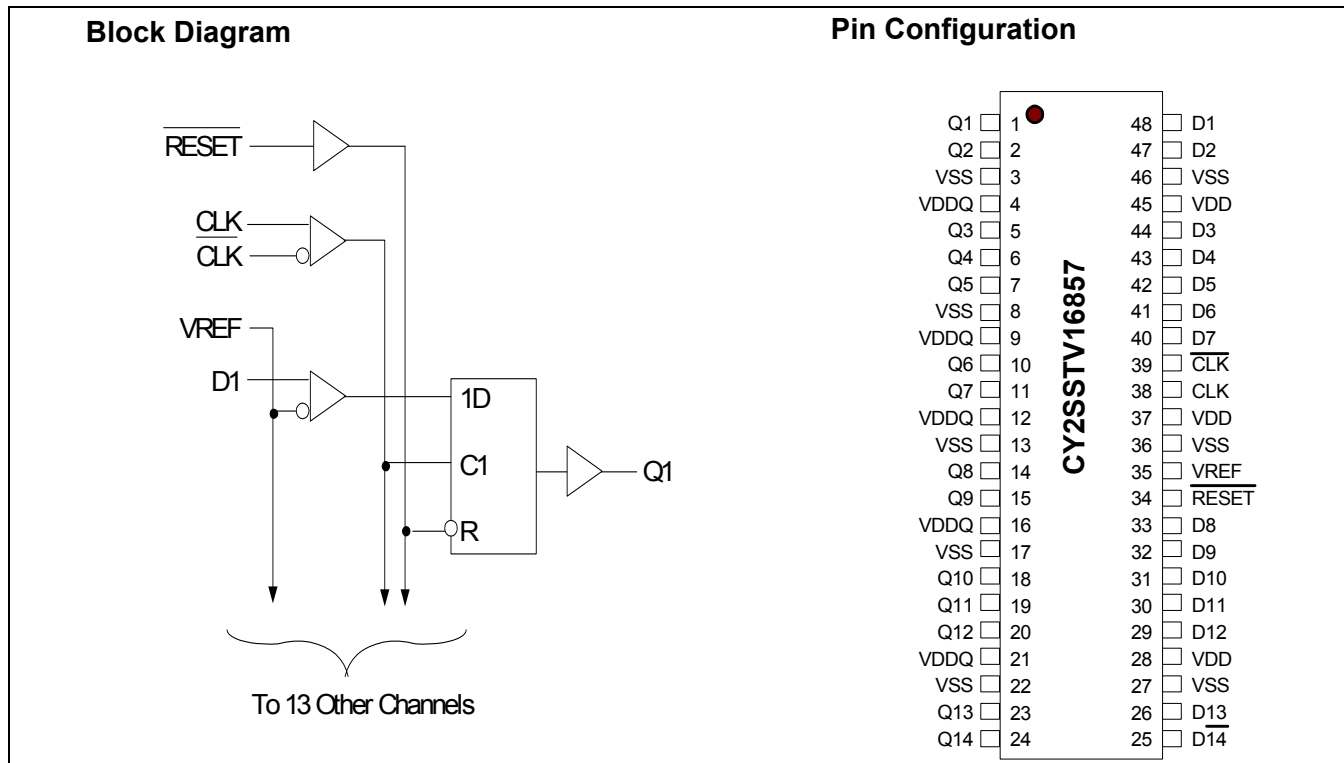 Block Diagram
RESET
CLK
CLK
VREF
D1
1D
C1
R
Q1
To 13 Other Channels
Pin Configuration
CY2SSTV16857
Q1 1 48 D1
Q2 2 47 D2
VSS 3 46 VSS
VDDQ 4 45 VDD
Q3 5 44 D3
Q4 6 43 D4
Q5 7 42 D5
VSS 8 41 D6
VDDQ 9 40 D7
Q6 10 39 CLK
Q7 11 38 CLK
VDDQ 12 37 VDD
VSS 13 36 VSS
Q8 14 35 VREF
Q9 15 34 RESET
VDDQ 16 33 D8
VSS 17 32 D9
Q10 18 31 D10
Q11 19 30 D11
Q12 20 29 D12
VDDQ 21 28 VDD
VSS 22 27 VSS
Q13 23 26 D13
Q14 24 25 D14